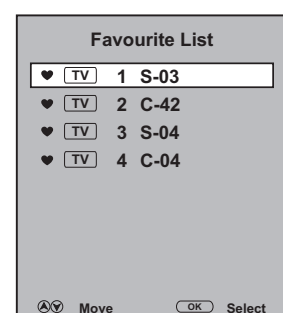 Favourite List
TV 1 S-03
TV 2 C-42
TV 3 S-04
TV 4 C-04
Move OK Select